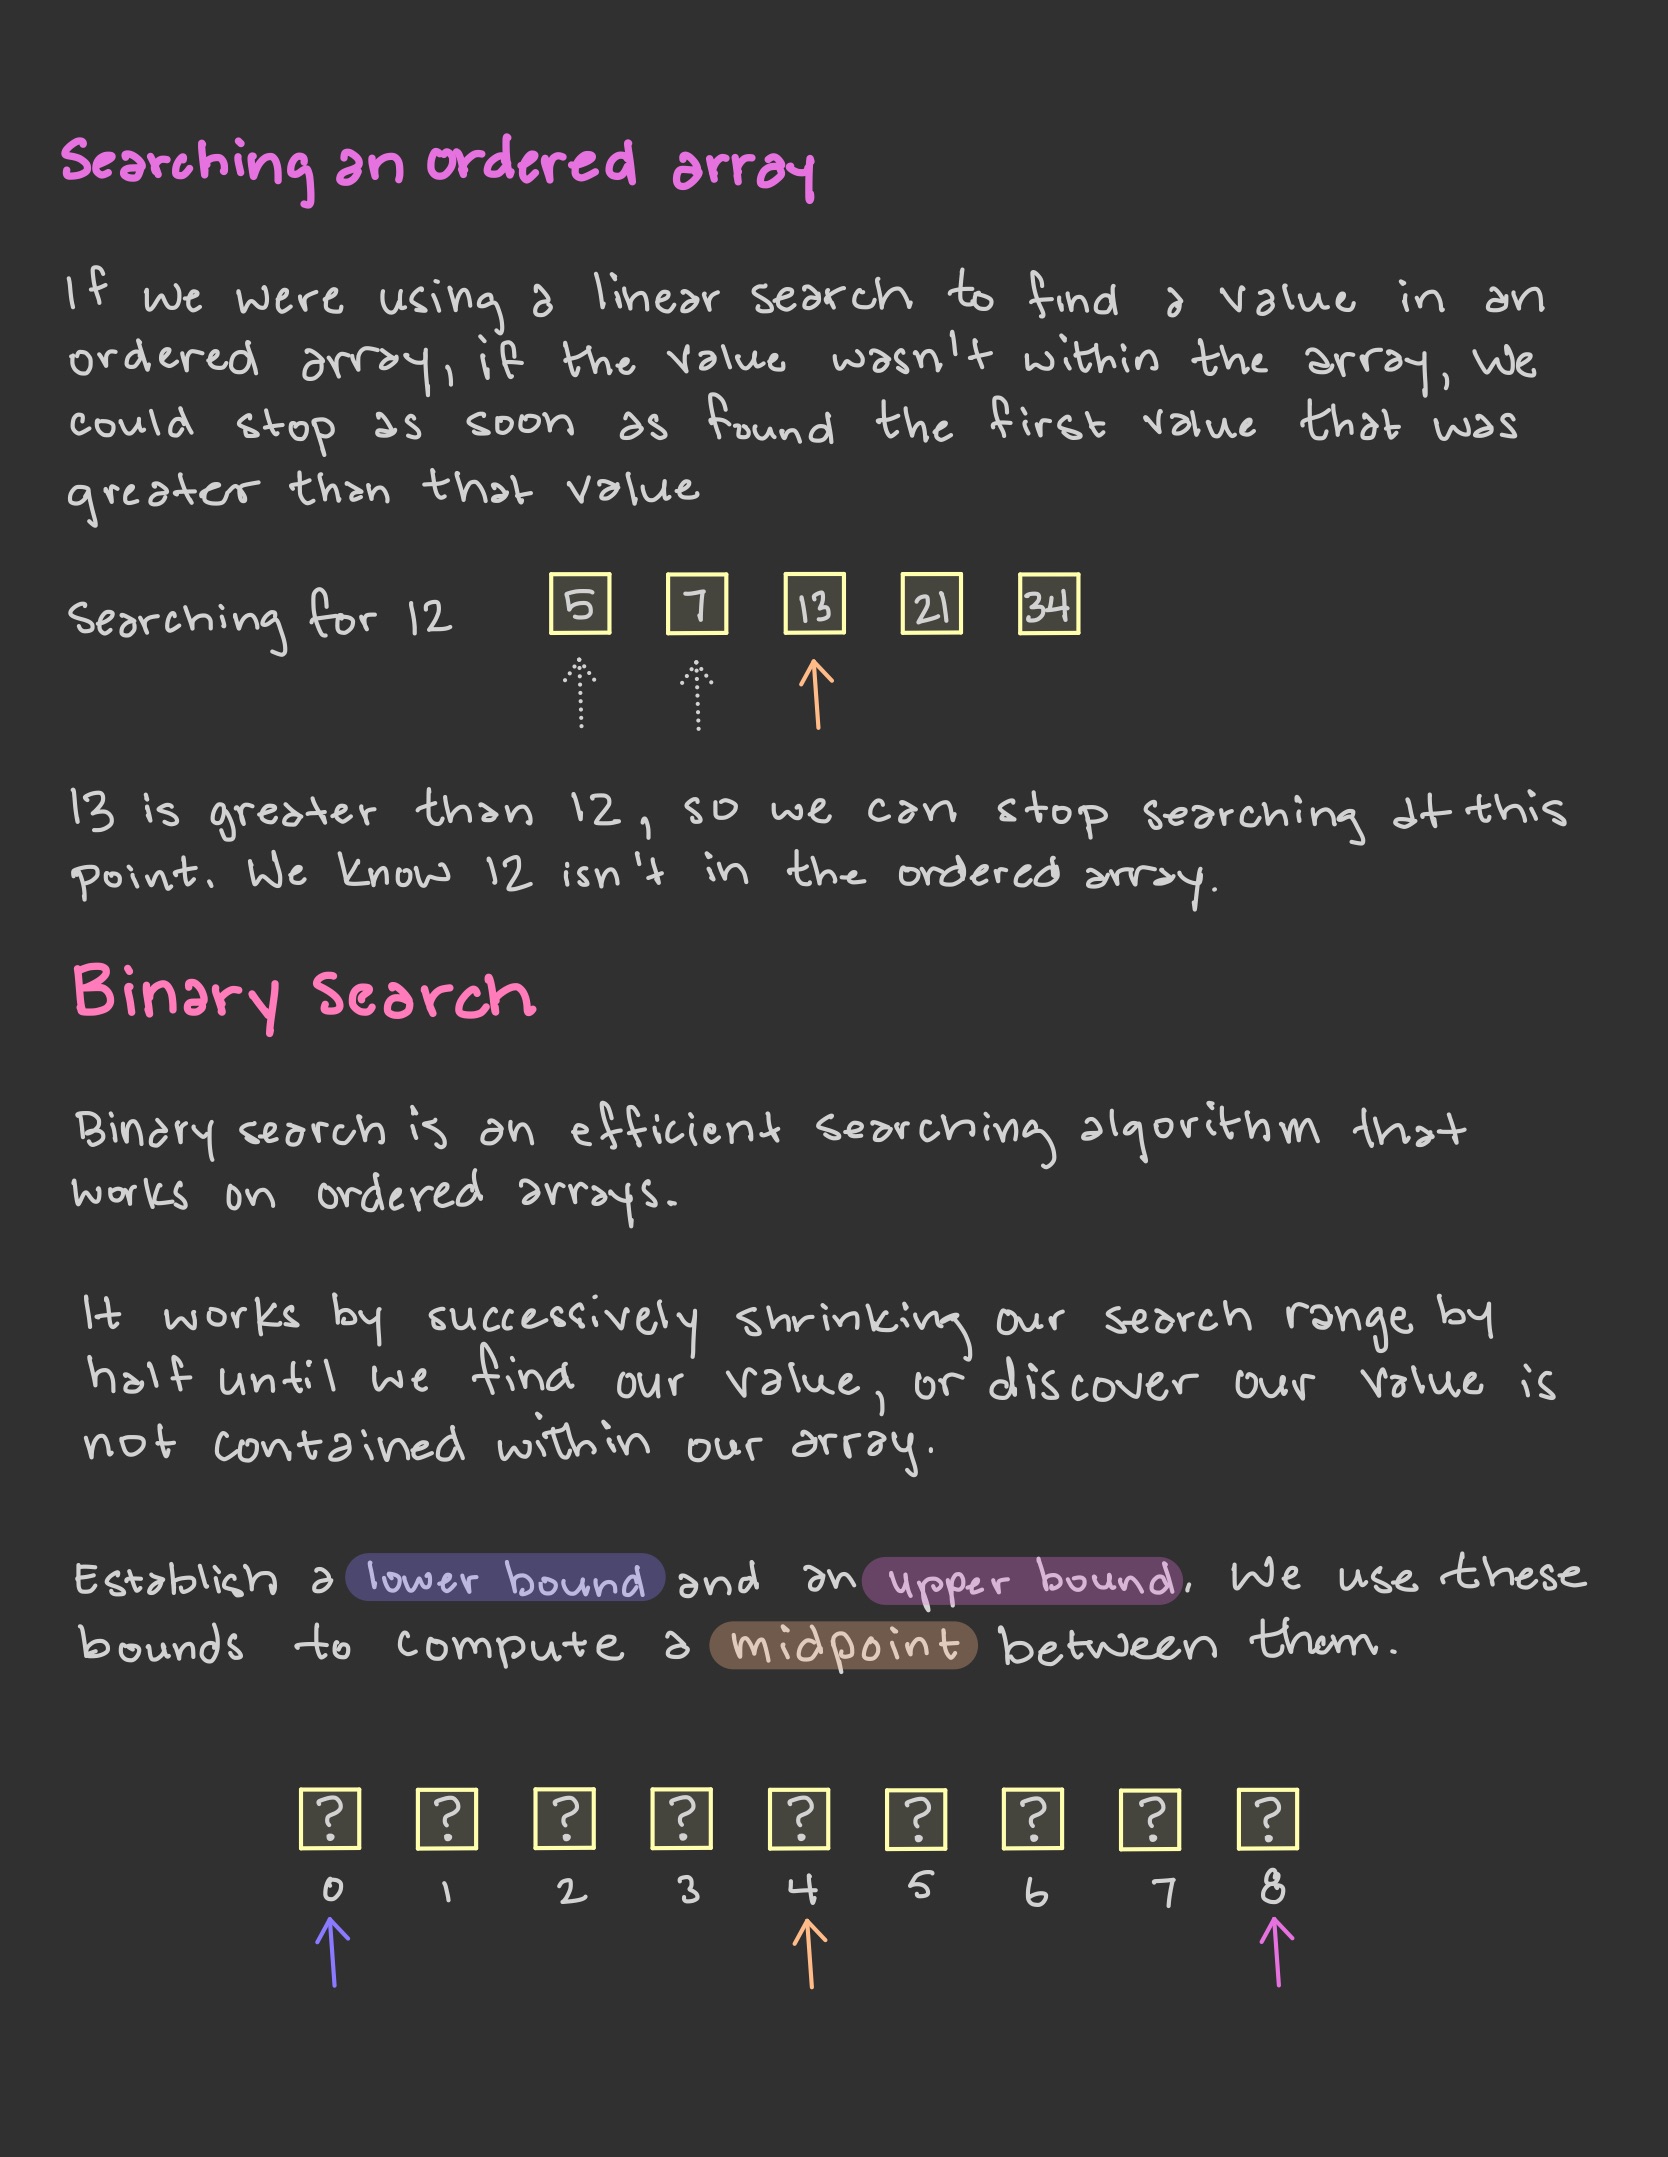 Searching an ordered array
If we were using a linear search to find a value in an
ordered array, if the value wasn't within the array, we
could stop as soon as found the first value that was
greater than that value
Searching for 12 5 7 13 21 34
13 is greater than 12, so we can stop searching at this
point. We know 12 isn't in the ordered array.
Binary Search
Binary search is an efficient searching algorithm that
works on ordered arrays.
It works by successively shrinking our search range by
half until we find our value, or discover our value is
not contained within our array.
Establish a lower bound and an upper bound. We use these
bounds to compute a midpoint between them.
? ? ? ? ? ? ? ? ?
0 1 2 3 4 5 6 7 8